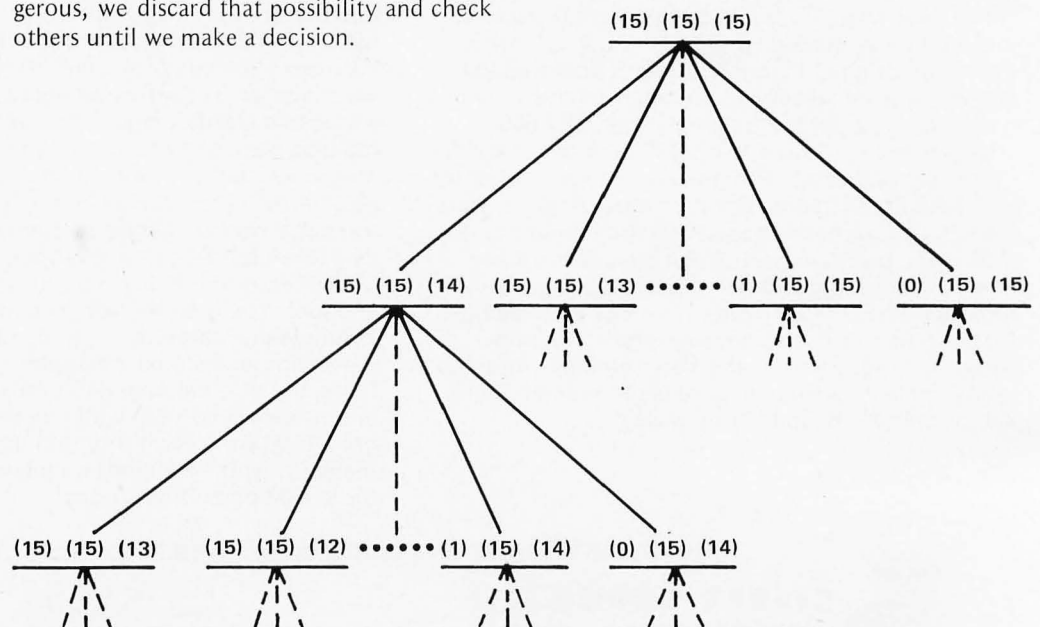 gerous, we discard that possibility and check
others until we make a decision.
(15) (15) (15)
(15) (15) (14) (15) (15) (13) (1) (15) (15) (0) (15) (15)
(15) (15) (13) (15) (15) (12) (1) (15) (14) (0) (15) (14)